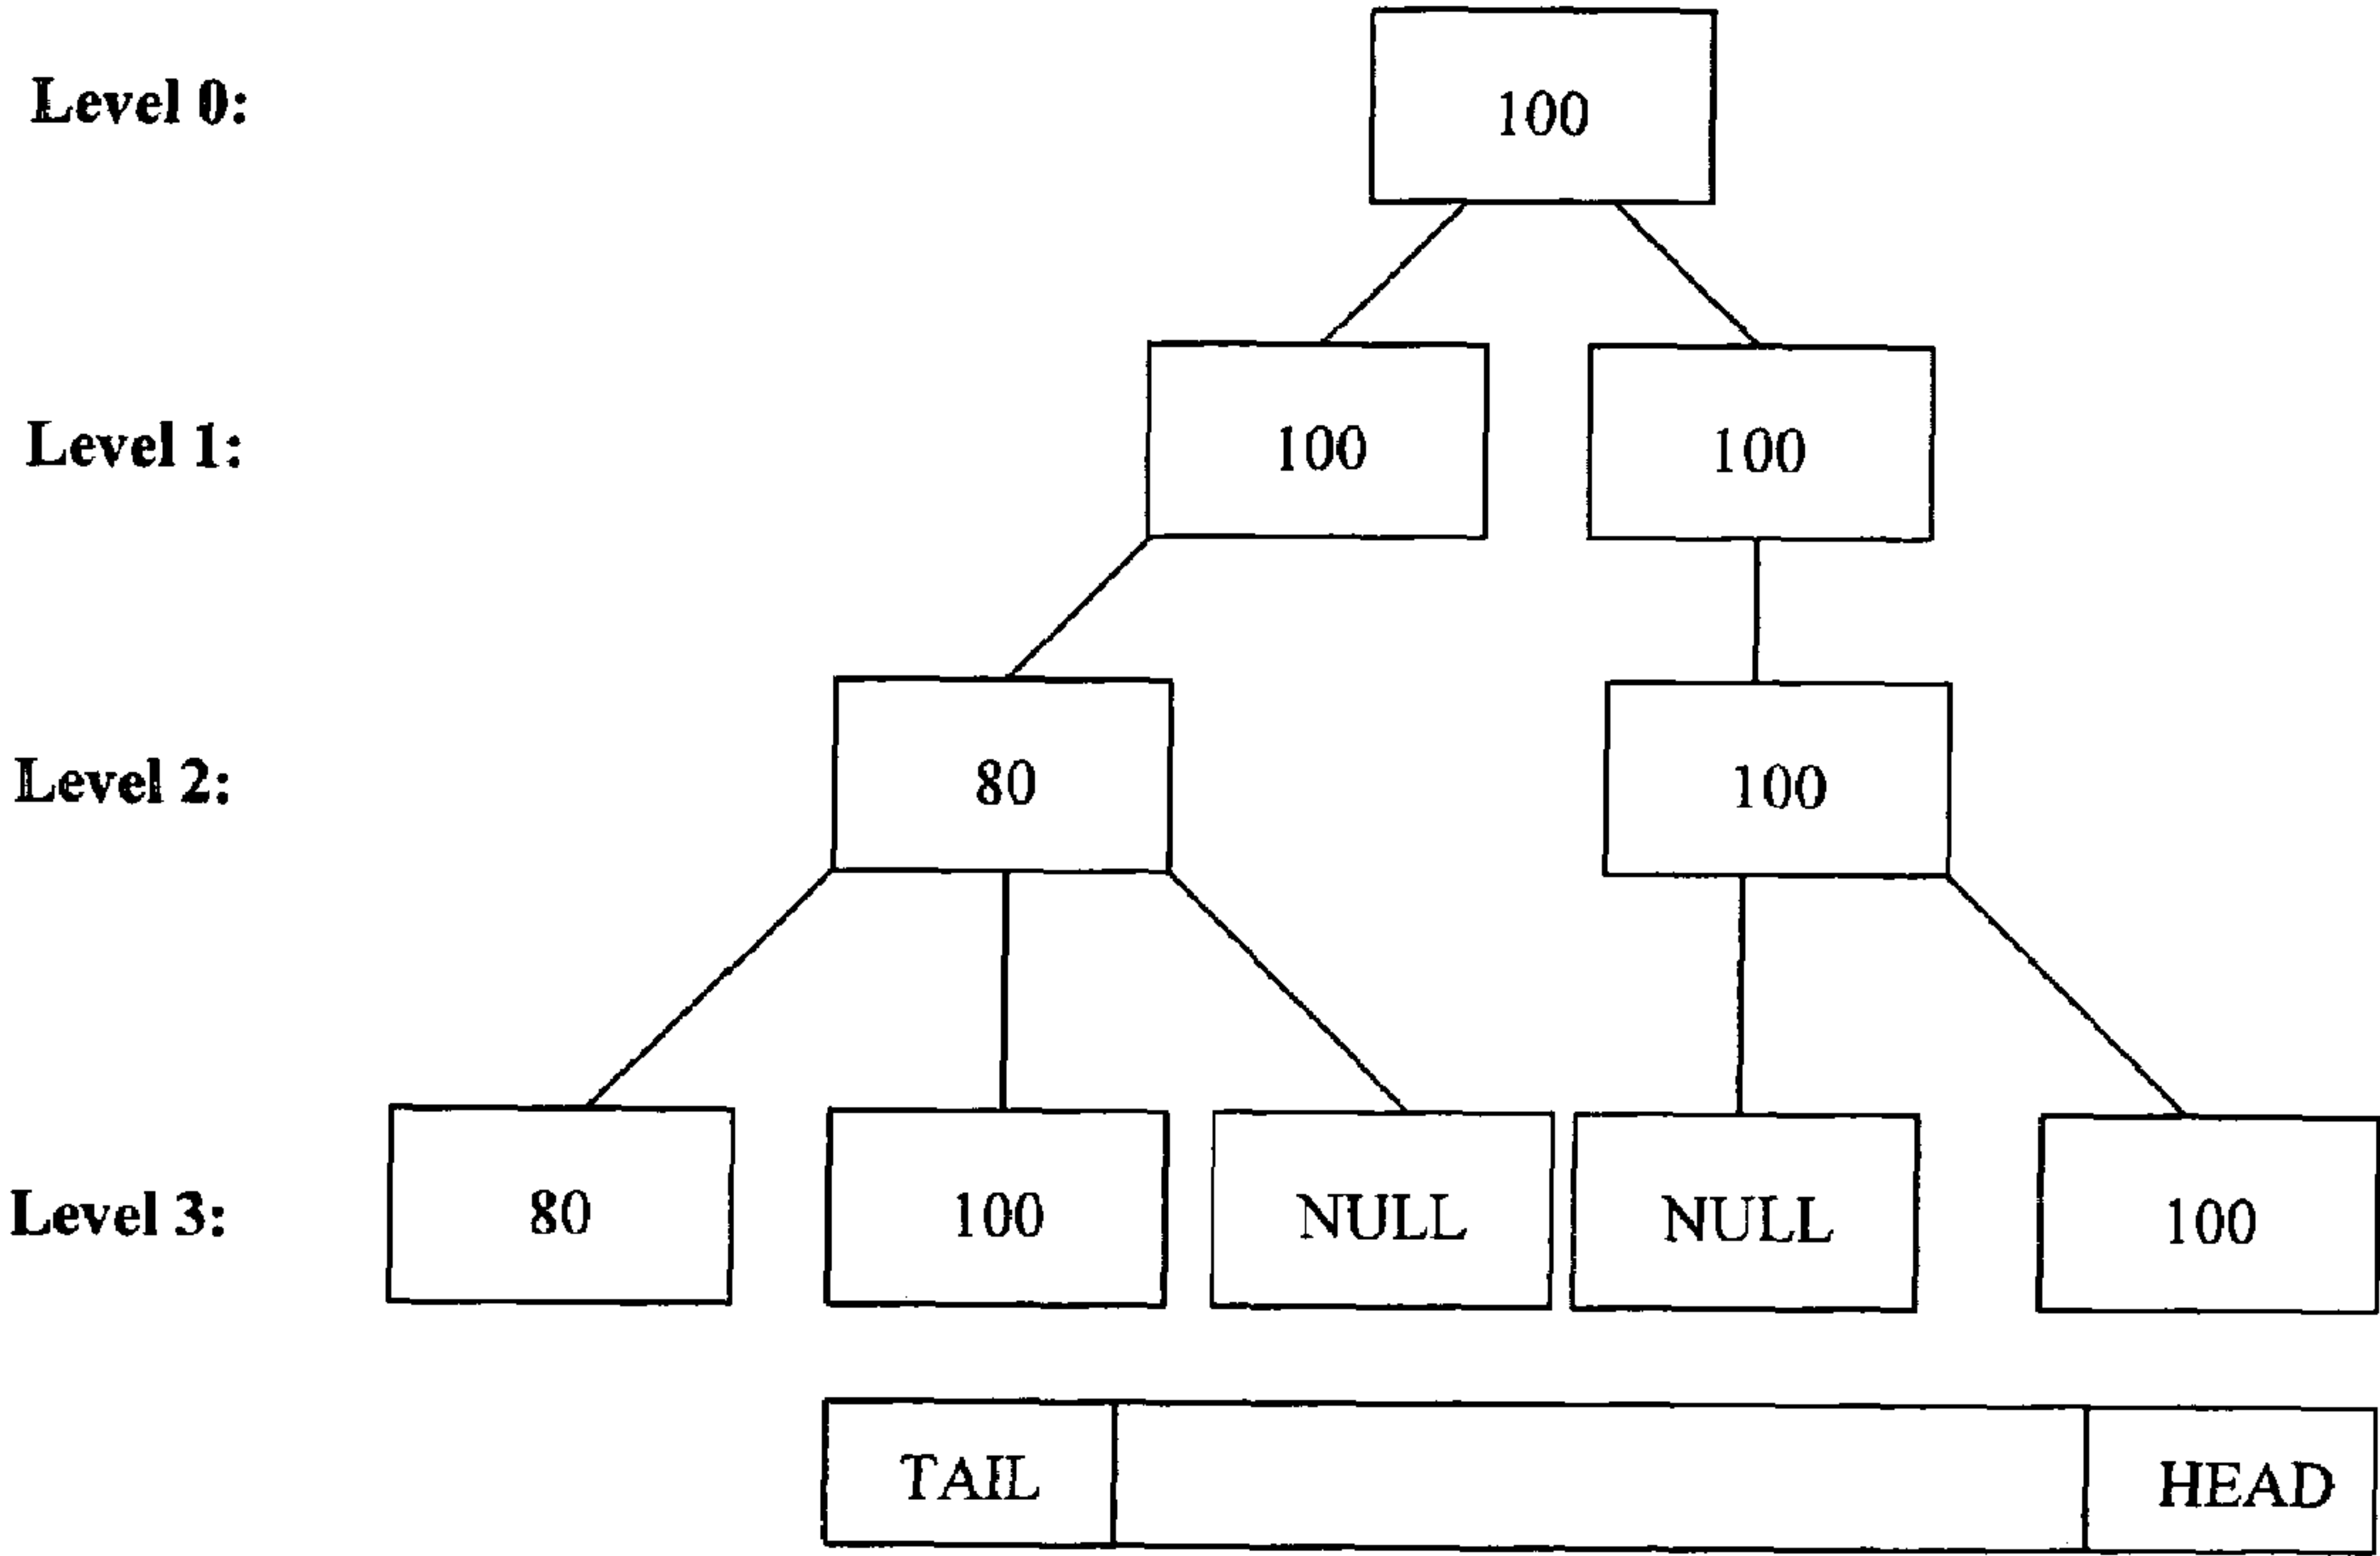 Level 0:
100
Level 1:
100 100
Level 2:
80 100
Level 3:
80 100 NULL NULL 100
TAIL HEAD